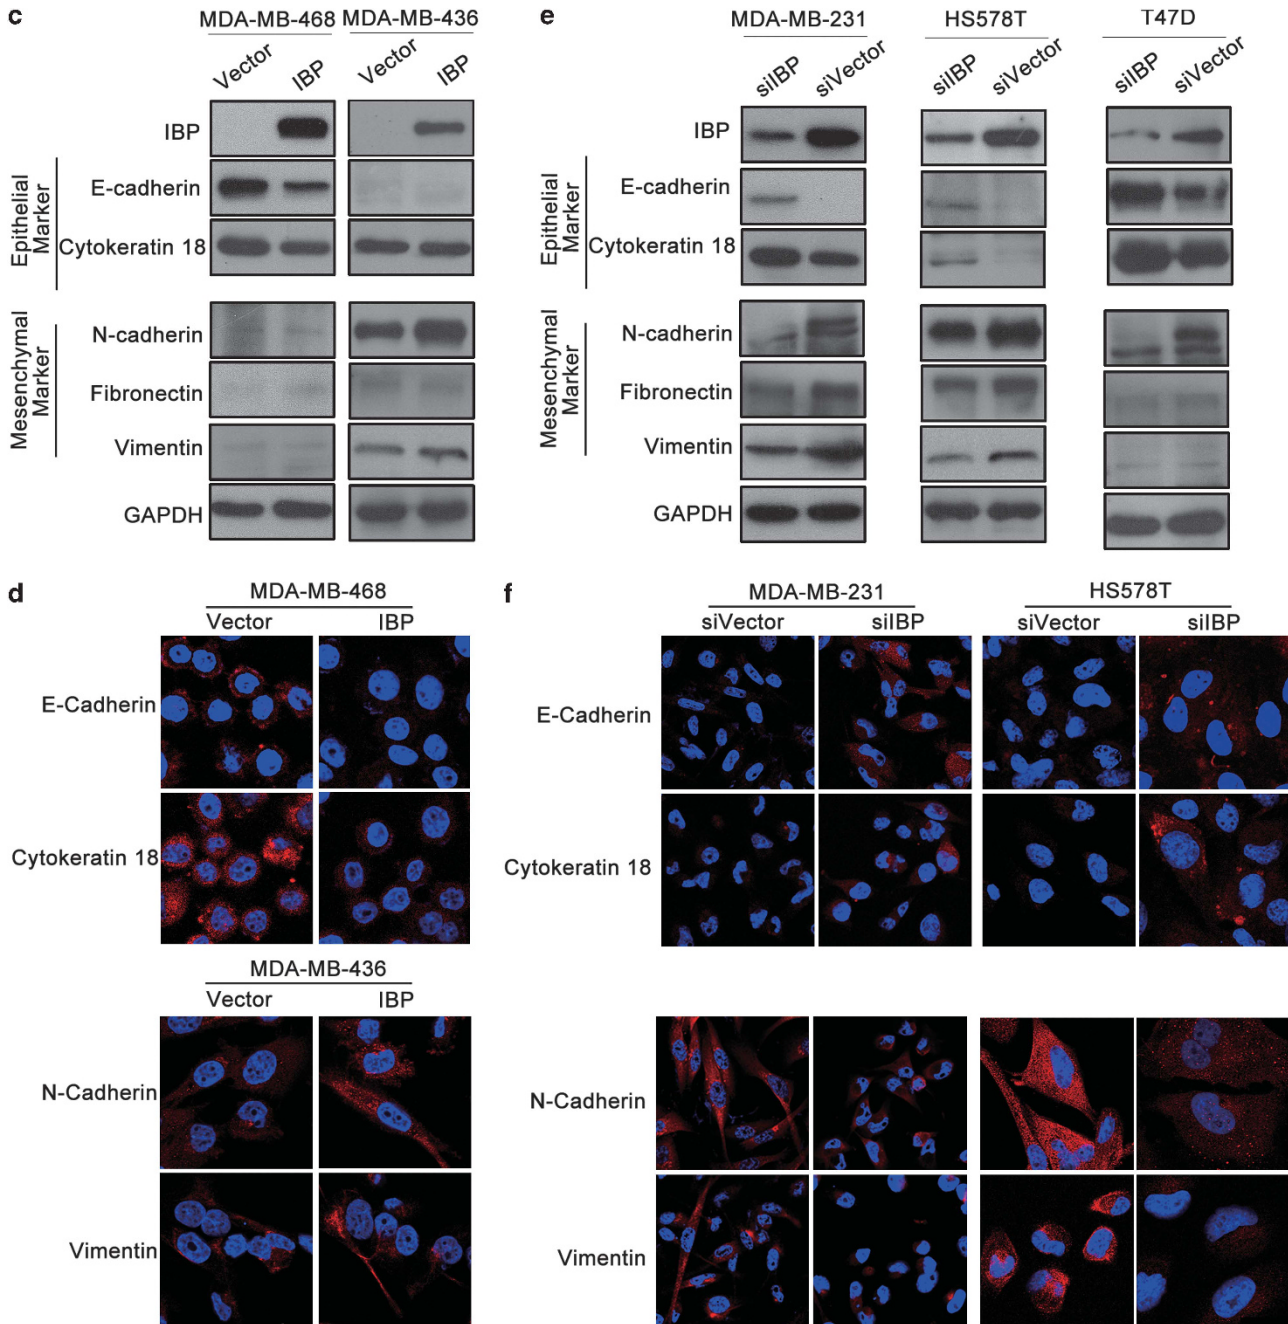 c
MDA-MB-468 MDA-MB-436
Vector IBP Vector IBP
IBP
Epithelial Marker
E-cadherin
Cytokeratin 18
Mesenchymal Marker
N-cadherin
Fibronectin
Vimentin
GAPDH
e
MDA-MB-231 HS578T T47D
siIBP siVector siIBP siVector siIBP siVector
IBP
Epithelial Marker
E-cadherin
Cytokeratin 18
Mesenchymal Marker
N-cadherin
Fibronectin
Vimentin
GAPDH
d
MDA-MB-468
Vector IBP
E-Cadherin
Cytokeratin 18
MDA-MB-436
Vector IBP
N-Cadherin
Vimentin
f
MDA-MB-231 HS578T
siVector siIBP siVector siIBP
E-Cadherin
Cytokeratin 18
N-Cadherin
Vimentin